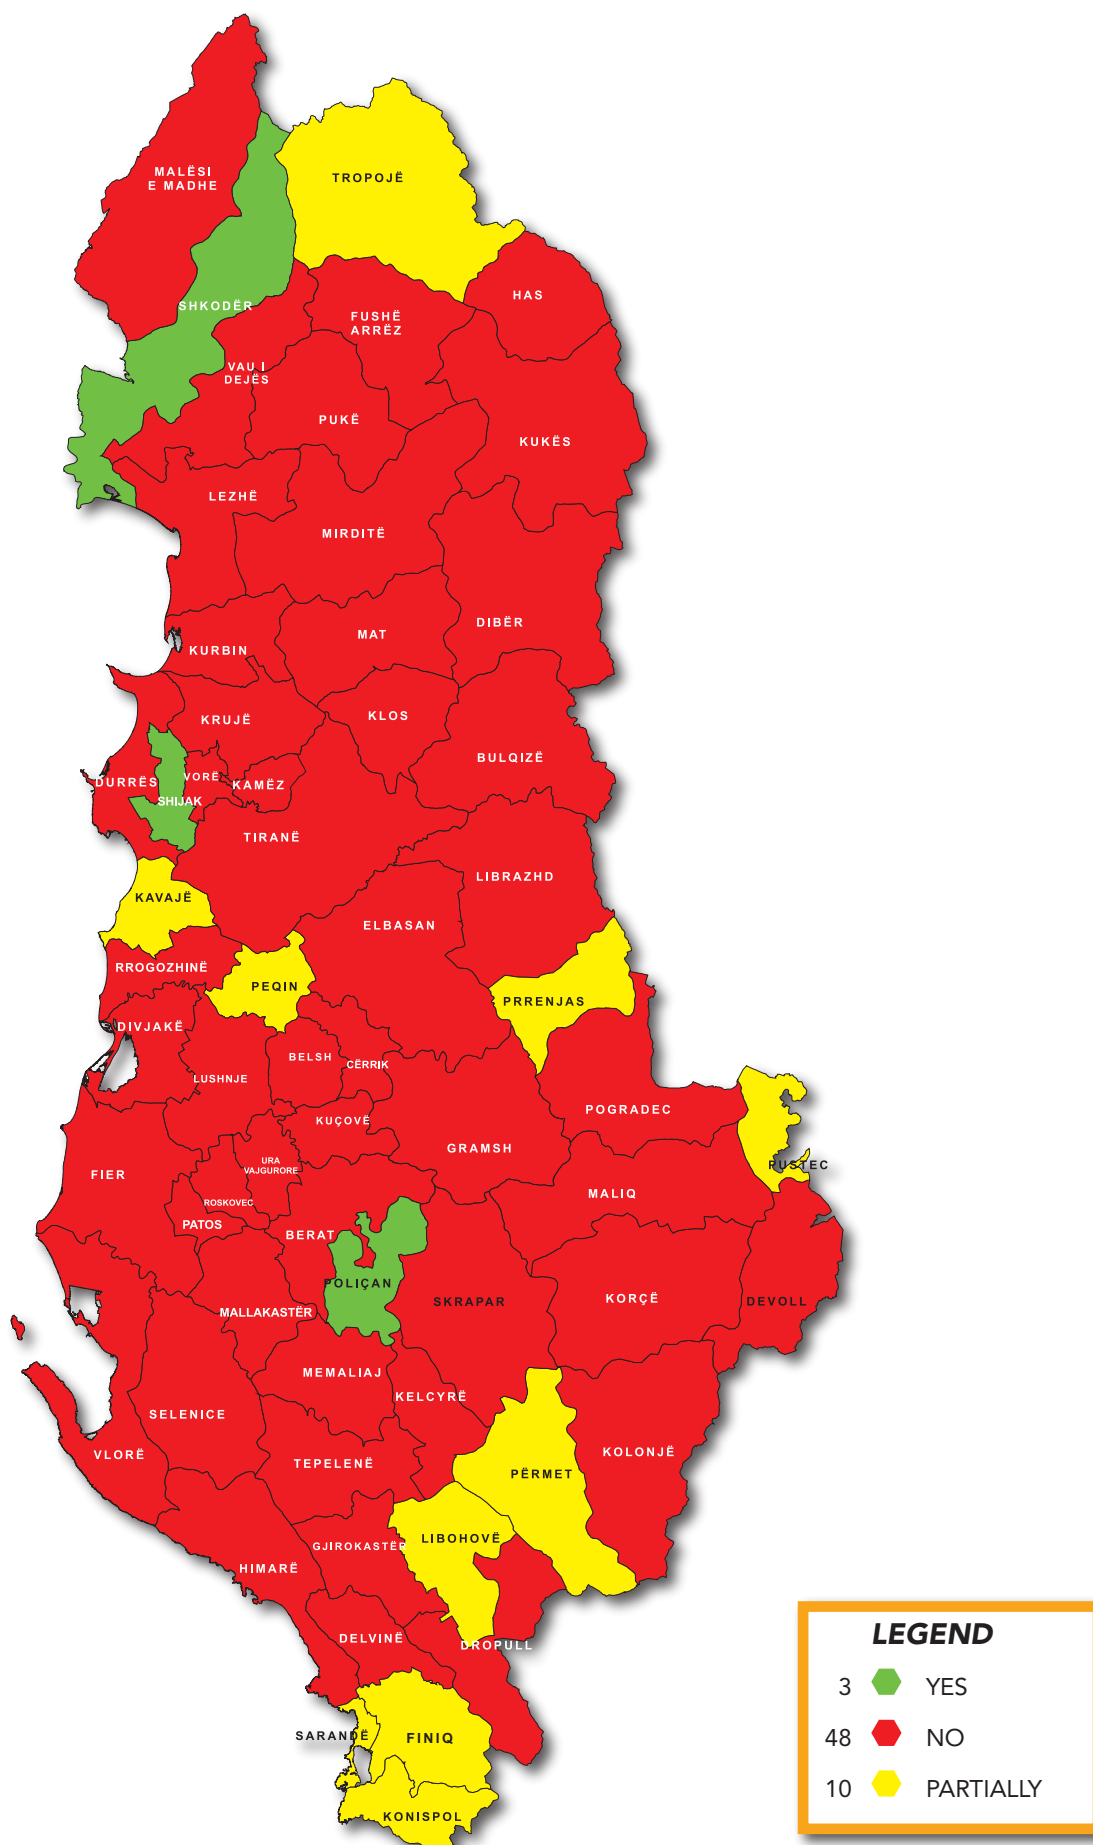 MALËSI
E MADHE
TROPOJË
HAS
SHKODËR
FUSHË
ARRËZ
VAU I
DEJËS
PUKË
KUKËS
LEZHË
MIRDITË
DIBËR
MAT
KURBIN
KRUJË
KLOS
BULQIZË
DURRËS
VORË
KAMËZ
SHIJAK
TIRANË
LIBRAZHD
KAVAJË
ELBASAN
RROGOZHINË
PEQIN
PRRENJAS
DIVJAKË
BELSH
CËRRIK
LUSHNJE
POGRADEC
KUÇOVË
GRAMSH
URA
VAJGURORE
PUSTEC
FIER
MALIQ
ROSKOVEC
PATOS
BERAT
POLIÇAN
SKRAPAR
KORÇË
DEVOLL
MALLAKASTËR
MEMALIAJ
KELCYRË
SELENICE
VLORË
TEPELENË
PËRMET
KOLONJË
GJIROKASTËR
LIBOHOVË
HIMARË
DELVINË
DROPULL
SARANDË
FINIQ
KONISPOL
LEGEND
3 YES
48 NO
10 PARTIALLY